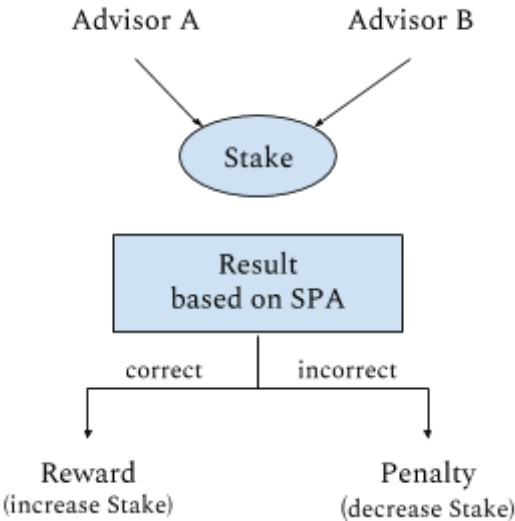 Advisor A
Advisor B
Stake
Result
based on SPA
correct
incorrect
Reward
(increase Stake)
Penalty
(decrease Stake)